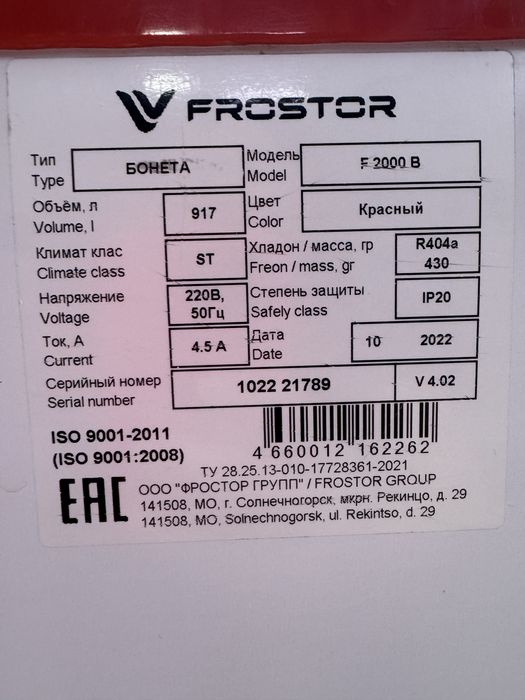 FROSTOR
Тип
Type
БОНЕТА
Модель
Model
F 2000 B
Объём, л
Volume, l
917
Цвет
Color
Красный
Климат клас
Climate class
ST
Хладон / масса, гр
Freon / mass, gr
R404a
430
Напряжение
Voltage
220В,
50Гц
Степень защиты
Safely class
IP20
Ток, А
Current
4.5 A
Дата
Date
10 2022
Серийный номер
Serial number
1022 21789
V 4.02
ISO 9001-2011
(ISO 9001:2008)
4 660012 162262
ТУ 28.25.13-010-17728361-2021
EAC
ООО "ФРОСТОР ГРУПП" / FROSTOR GROUP
141508, МО, г. Солнечногорск, мкрн. Рекинцо, д. 29
141508, MO, Solnechnogorsk, ul. Rekintso, d. 29